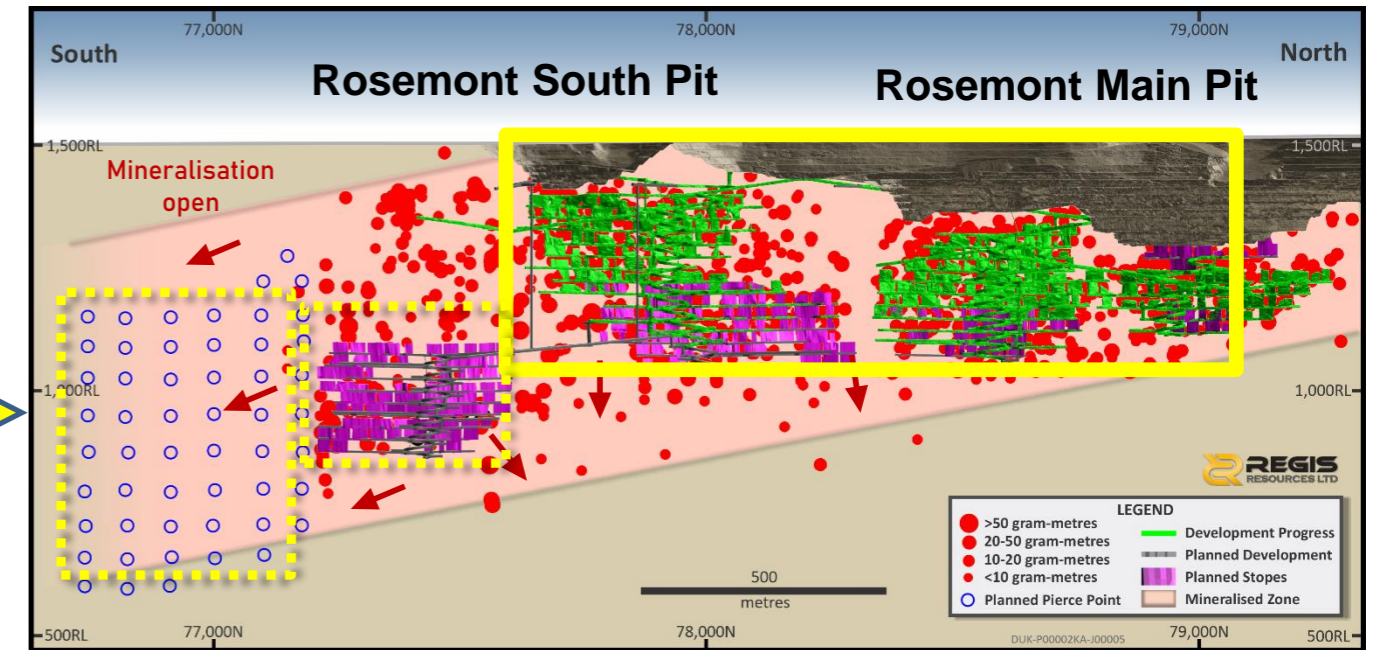 77,000N 78,000N 79,000N
South North
Rosemont South Pit Rosemont Main Pit
1,500RL 1,500RL
Mineralisation
open
1,000RL 1,000RL
REGIS
RESOURCES LTD
LEGEND
>50 gram-metres
20-50 gram-metres
10-20 gram-metres
<10 gram-metres
Planned Pierce Point
Development Progress
Planned Development
Planned Stopes
Mineralised Zone
500
metres
500RL 77,000N 78,000N 79,000N 500RL
DUK-P00002KA-J00005